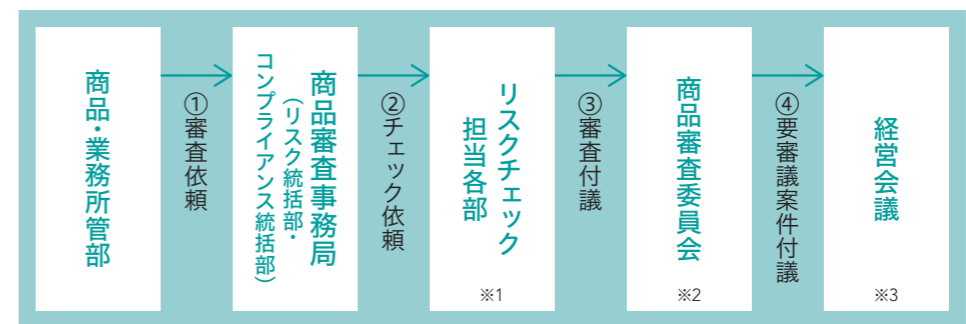 商品・業務所管部
①審査依頼
商品審査事務局
(リスク統括部・
コンプライアンス統括部)
②チェック依頼
リスクチェック
担当各部
※1
③審査付議
商品審査委員会
※2
④要審議案件付議
経営会議
※3